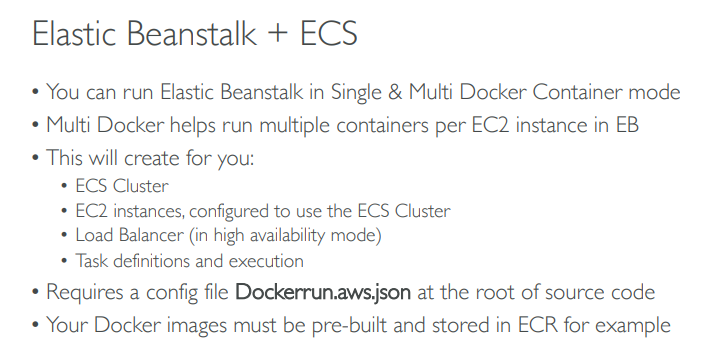 Elastic Beanstalk + ECS
• You can run Elastic Beanstalk in Single & Multi Docker Container mode
• Multi Docker helps run multiple containers per EC2 instance in EB
• This will create for you:
• ECS Cluster
• EC2 instances, configured to use the ECS Cluster
• Load Balancer (in high availability mode)
• Task definitions and execution
• Requires a config file Dockerrun.aws.json at the root of source code
• Your Docker images must be pre-built and stored in ECR for example